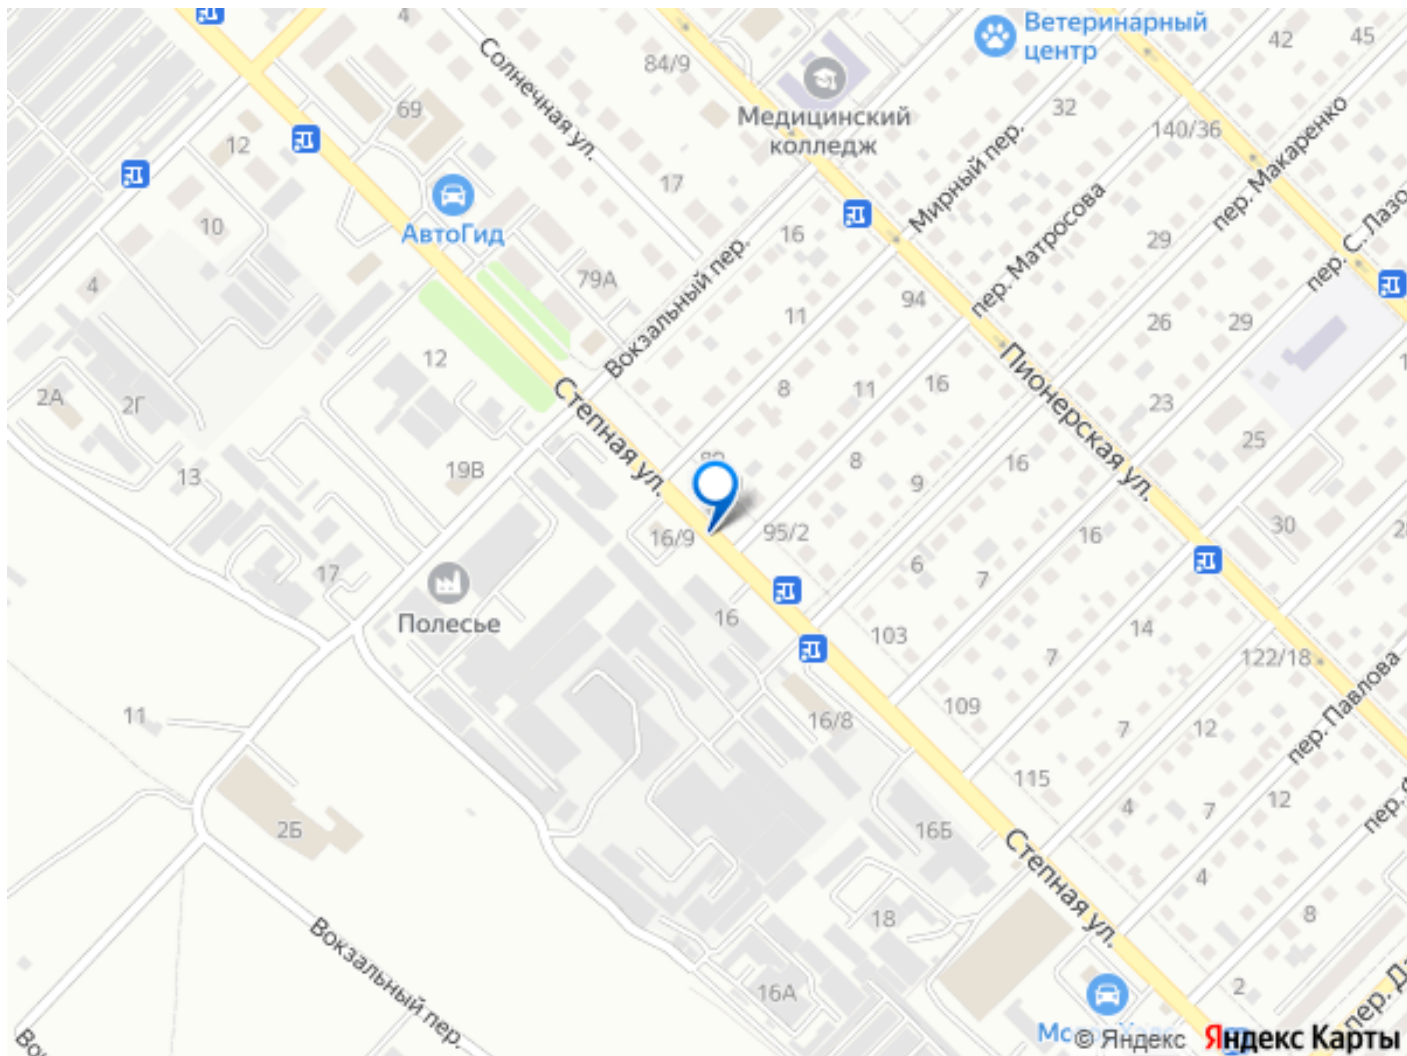 4
Ветеринарный
центр
42
45
84/9
Солнечная ул.
Медицинский
колледж
32
140/36
пер. Макаренко
69
12
17
Мирный пер.
пер. Матросова
10
АвтоГид
16
29
пер. С. Лазо
4
79А
Вокзальный пер.
94
11
26
29
12
2А
2Г
8
11
16
Пионерская ул.
23
25
Степная ул.
13
19В
8
9
16
16/9
95/2
30
16
17
6
7
Полесье
16
103
14
7
122/18
пер. Павлова
11
109
16/8
7
12
115
4
7
12
2Б
16Б
Степная ул.
4
8
18
Вокзальный пер.
16А
2
© Яндекс
Яндекс Карты